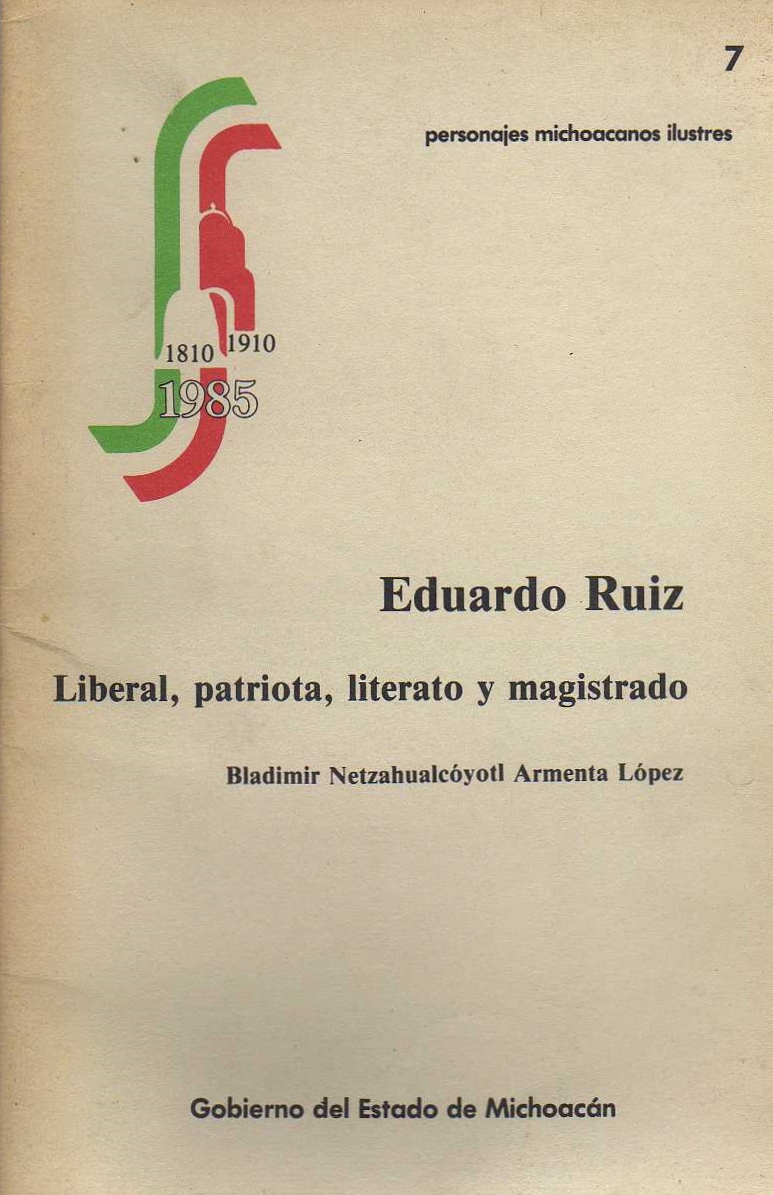 7
personajes michoacanos ilustres
1810 1910
1985
Eduardo Ruiz
Liberal, patriota, literato y magistrado
Bladimir Netzahualcóyotl Armenta López
Gobierno del Estado de Michoacán